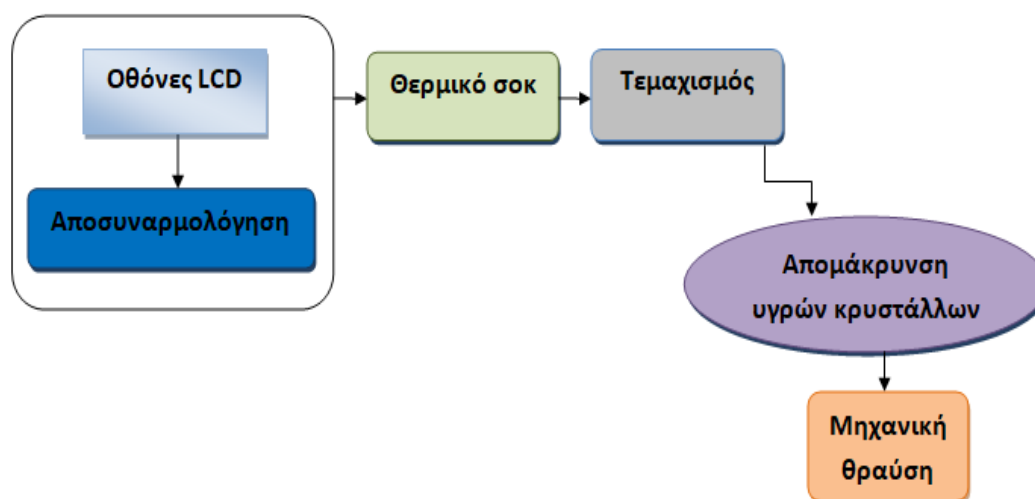 Οθόνες LCD
Αποσυναρμολόγηση
Θερμικό σοκ
Τεμαχισμός
Απομάκρυνση
υγρών κρυστάλλων
Μηχανική
θραύση